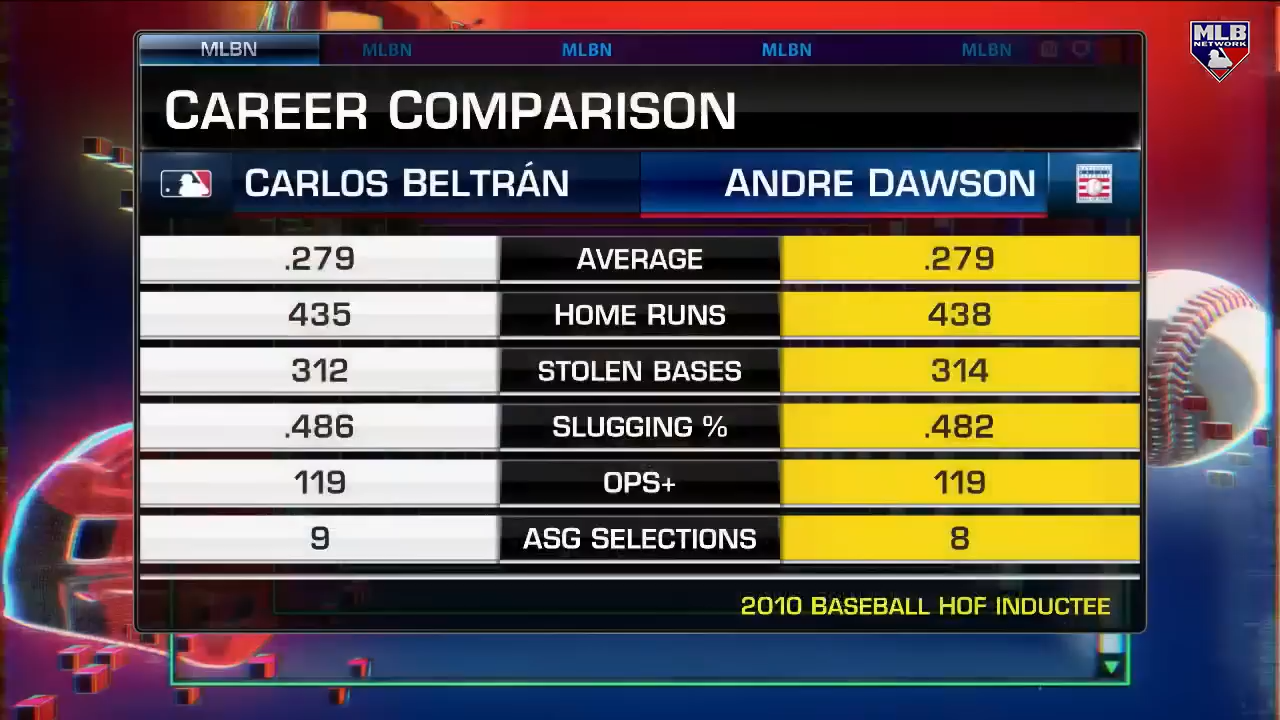 MLBN MLBN MLBN MLBN MLBN
MLB
NETWORK
CAREER COMPARISON
CARLOS BELTRÁN ANDRE DAWSON
.279 AVERAGE .279
435 HOME RUNS 438
312 STOLEN BASES 314
.486 SLUGGING % .482
119 OPS+ 119
9 ASG SELECTIONS 8
2010 BASEBALL HOF INDUCTEE